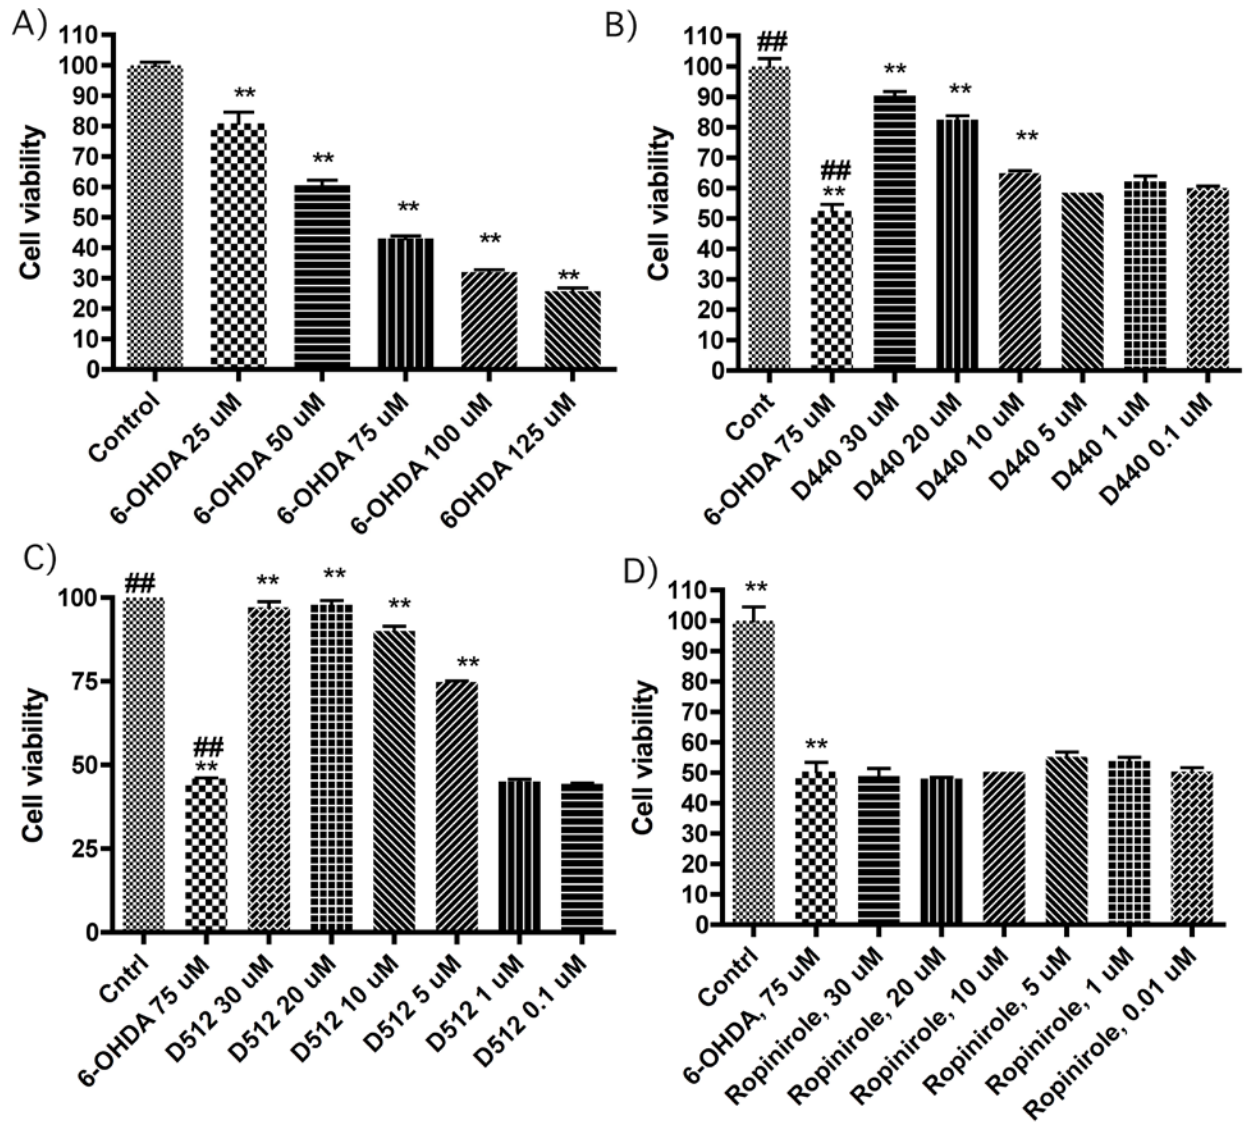 A)
110
100
90
80
70
60
50
40
30
20
10
0
Cell viability
**
**
**
**
**
Control
6-OHDA 25 uM
6-OHDA 50 uM
6-OHDA 75 uM
6-OHDA 100 uM
6OHDA 125 uM
B)
110
100
90
80
70
60
50
40
30
20
10
0
Cell viability
##
##
**
**
**
**
Cont
6-OHDA 75 uM
D440 30 uM
D440 20 uM
D440 10 uM
D440 5 uM
D440 1 uM
D440 0.1 uM
C)
100
75
50
25
0
Cell viability
##
##
**
**
**
**
**
Cntrl
6-OHDA 75 uM
D512 30 uM
D512 20 uM
D512 10 uM
D512 5 uM
D512 1 uM
D512 0.1 uM
D)
110
100
90
80
70
60
50
40
30
20
10
0
Cell viability
**
**
Contrl
6-OHDA, 75 uM
Ropinirole, 30 uM
Ropinirole, 20 uM
Ropinirole, 10 uM
Ropinirole, 5 uM
Ropinirole, 1 uM
Ropinirole, 0.01 uM